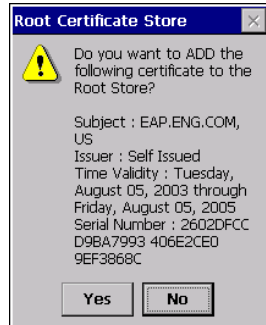 Root Certificate Store
Do you want to ADD the
following certificate to the
Root Store?
Subject : EAP.ENG.COM,
US
Issuer : Self Issued
Time Validity : Tuesday,
August 05, 2003 through
Friday, August 05, 2005
Serial Number : 2602DFCC
D9BA7993 406E2CE0
9EF3868C
Yes
No